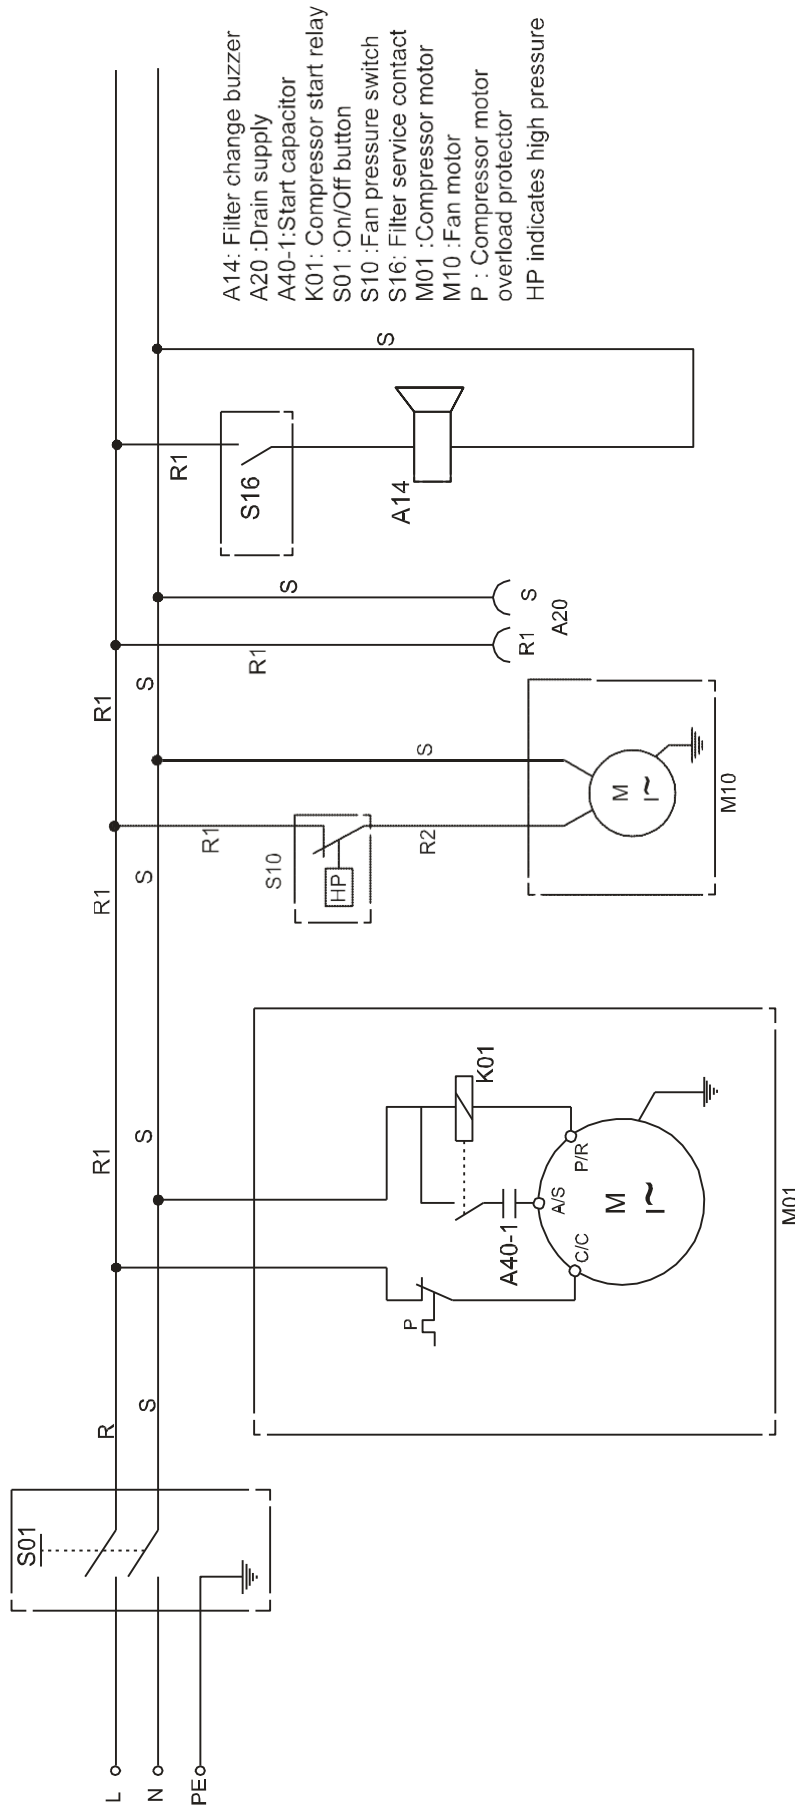 A14: Filter change buzzer
A20 :Drain supply
A40-1:Start capacitor
K01: Compressor start relay
S01 :On/Off button
S10 :Fan pressure switch
S16: Filter service contact
M01 :Compressor motor
M10 :Fan motor
P : Compressor motor
overload protector
HP indicates high pressure
L
N
PE
S01
R
S
R1
S
R1
S
R1
S
P
A40-1
K01
C/C
A/S
P/R
M
1~
M01
R1
S10
HP
R2
S
M
1~
M10
R1
S
R1
S
A20
R1
S16
A14
S